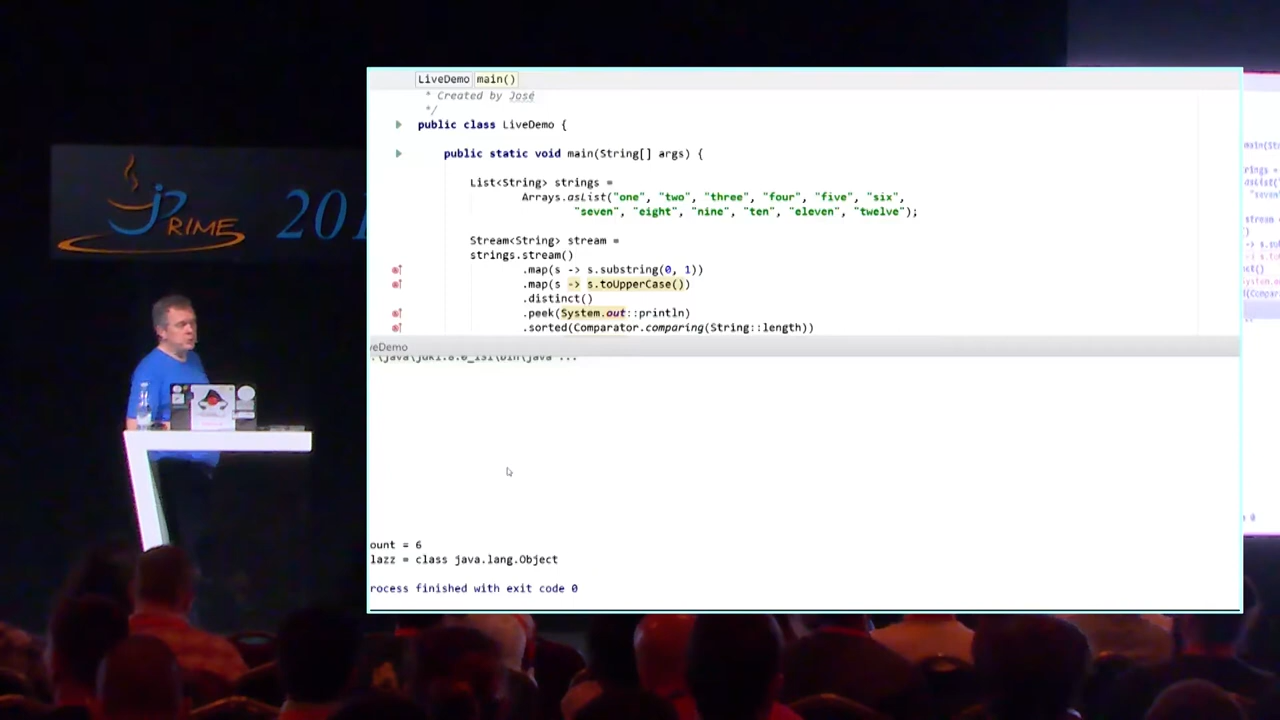 JPRIME 201
LiveDemo main()
* Created by José
*/
public class LiveDemo {
public static void main(String[] args) {
List<String> strings =
Arrays.asList("one", "two", "three", "four", "five", "six",
"seven", "eight", "nine", "ten", "eleven", "twelve");
Stream<String> stream =
strings.stream()
.map(s -> s.substring(0, 1))
.map(s -> s.toUpperCase())
.distinct()
.peek(System.out::println)
.sorted(Comparator.comparing(String::length))
veDemo
ount = 6
lazz = class java.lang.Object
rocess finished with exit code 0